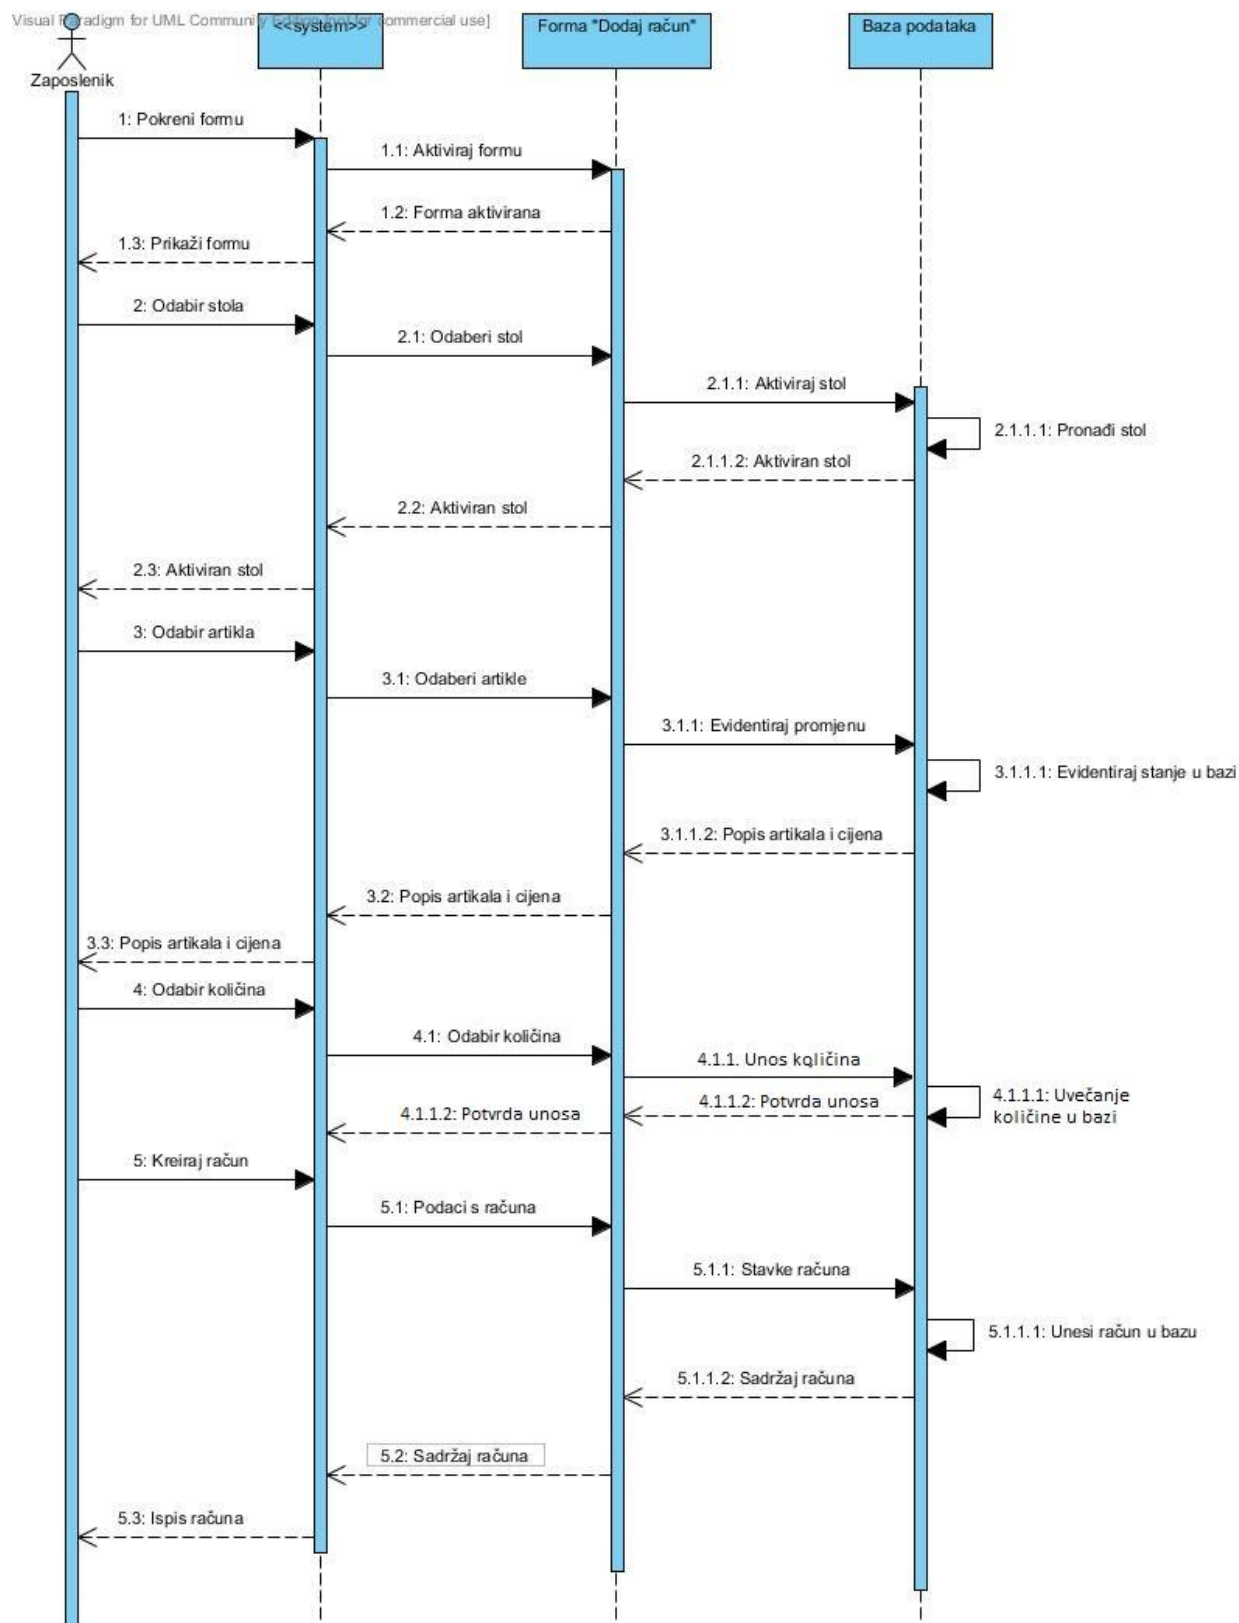 Visual Paradigm for UML Community Edition [not for commercial use]
<<system>>
Forma "Dodaj račun"
Baza podataka
Zaposlenik
1: Pokreni formu
1.1: Aktiviraj formu
1.2: Forma aktivirana
1.3: Prikaži formu
2: Odabir stola
2.1: Odaberi stol
2.1.1: Aktiviraj stol
2.1.1.1: Pronađi stol
2.1.1.2: Aktiviran stol
2.2: Aktiviran stol
2.3: Aktiviran stol
3: Odabir artikla
3.1: Odaberi artikle
3.1.1: Evidentiraj promjenu
3.1.1.1: Evidentiraj stanje u bazi
3.1.1.2: Popis artikala i cijena
3.2: Popis artikala i cijena
3.3: Popis artikala i cijena
4: Odabir količina
4.1: Odabir količina
4.1.1. Unos količina
4.1.1.1: Uvečanje
količine u bazi
4.1.1.2: Potvrda unosa
4.1.1.2: Potvrda unosa
5: Kreiraj račun
5.1: Podaci s računa
5.1.1: Stavke računa
5.1.1.1: Unesi račun u bazu
5.1.1.2: Sadržaj računa
5.2: Sadržaj računa
5.3: Ispis računa